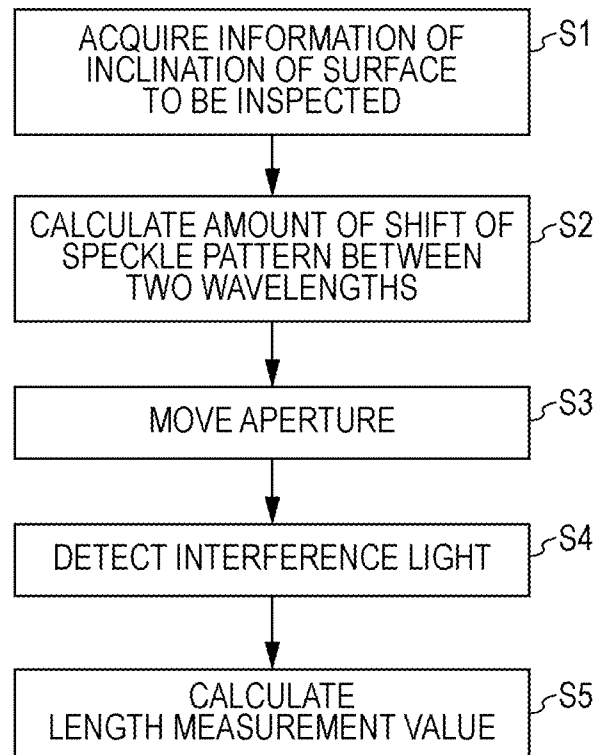 ACQUIRE INFORMATION OF
INCLINATION OF SURFACE
TO BE INSPECTED
S1
CALCULATE AMOUNT OF SHIFT OF
SPECKLE PATTERN BETWEEN
TWO WAVELENGTHS
S2
MOVE APERTURE
S3
DETECT INTERFERENCE LIGHT
S4
CALCULATE
LENGTH MEASUREMENT VALUE
S5